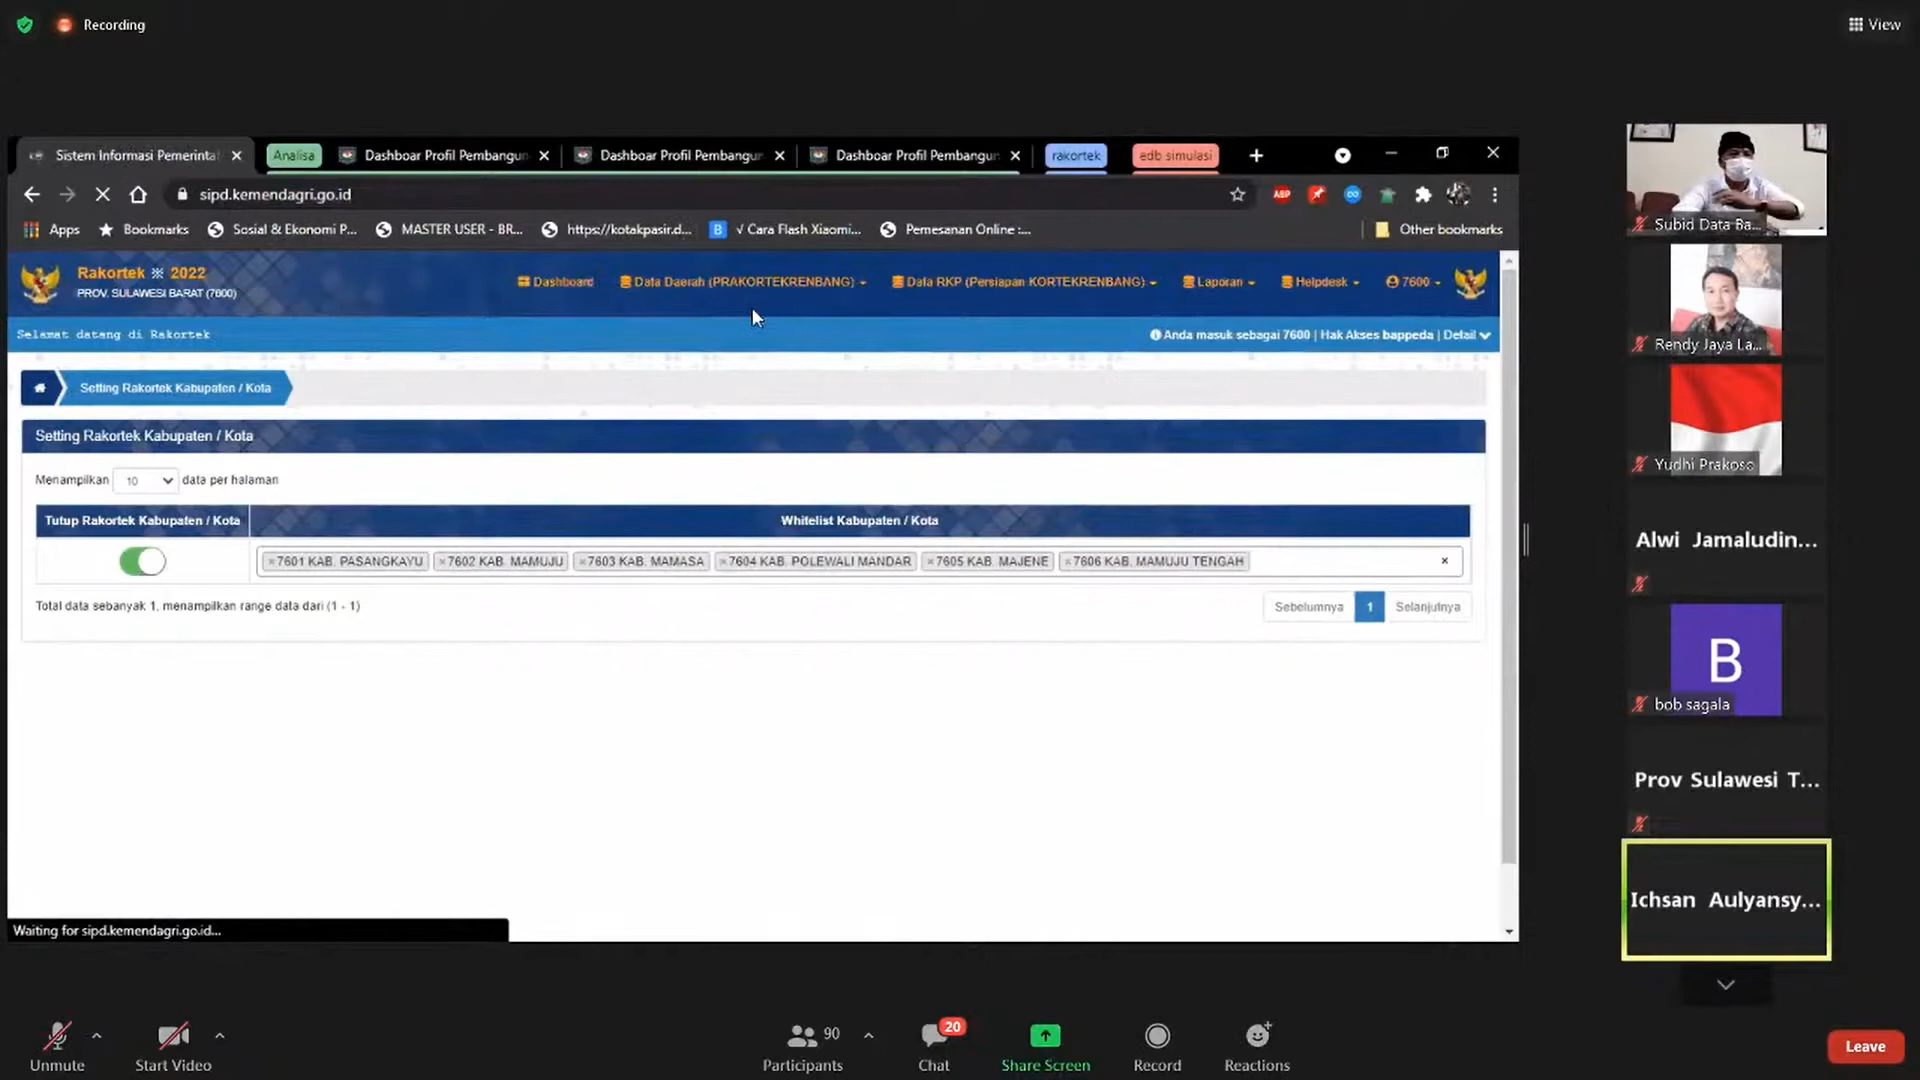 Recording
View
Sistem Informasi Pemerinta
Analisa
Dashboar Profil Pembangun
Dashboar Profil Pembangun
Dashboar Profil Pembangun
rakortek
edb simulasi
sipd.kemendagri.go.id
ABP
Apps
Bookmarks
Sosial & Ekonomi P...
MASTER USER - BR...
https://kotakpasir.d...
B
√ Cara Flash Xiaomi...
Pemesanan Online :...
Other bookmarks
Rakortek ※ 2022
PROV. SULAWESI BARAT (7600)
Dashboard
Data Daerah (PRAKORTEKRENBANG)
Data RKP (Persiapan KORTEKRENBANG)
Laporan
Helpdesk
7600
Selamat datang di Rakortek
Anda masuk sebagai 7600 | Hak Akses bappeda | Detail
Setting Rakortek Kabupaten / Kota
Setting Rakortek Kabupaten / Kota
Menampilkan 10 data per halaman
Tutup Rakortek Kabupaten / Kota
Whitelist Kabupaten / Kota
×7601 KAB. PASANGKAYU ×7602 KAB. MAMUJU ×7603 KAB. MAMASA ×7604 KAB. POLEWALI MANDAR ×7605 KAB. MAJENE ×7606 KAB. MAMUJU TENGAH ×
Total data sebanyak 1, menampilkan range data dari (1 - 1)
Sebelumnya 1 Selanjutnya
Waiting for sipd.kemendagri.go.id...
Subid Data Ba...
Rendy Jaya La...
Yudhi Prakoso
Alwi Jamaludin...
B
bob sagala
Prov Sulawesi T...
Ichsan Aulyansy...
Unmute
Start Video
90
Participants
20
Chat
Share Screen
Record
Reactions
Leave